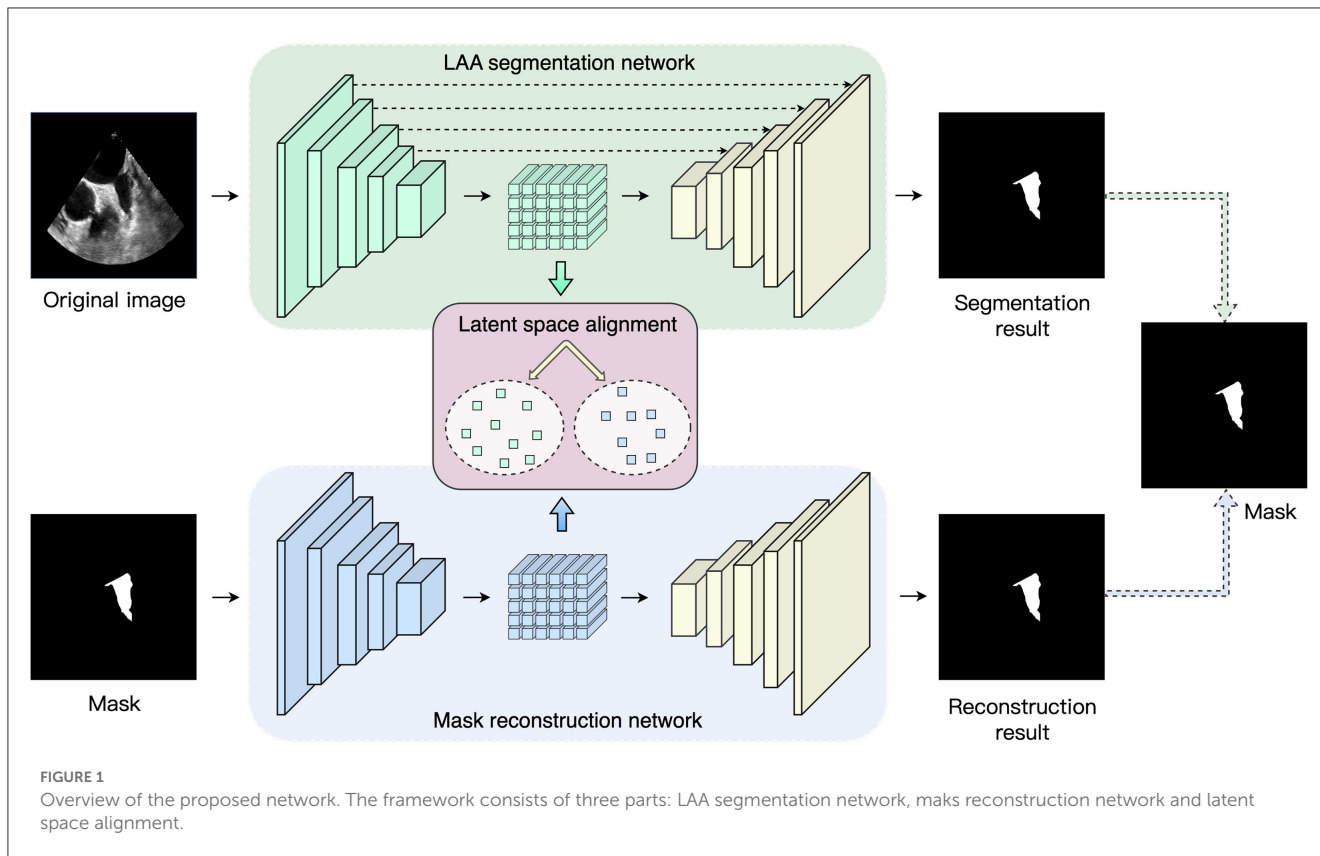 LAA segmentation network
Original image
Segmentation
result
Latent space alignment
Mask
Mask
Mask reconstruction network
Reconstruction
result
FIGURE 1
Overview of the proposed network. The framework consists of three parts: LAA segmentation network, maks reconstruction network and latent
space alignment.